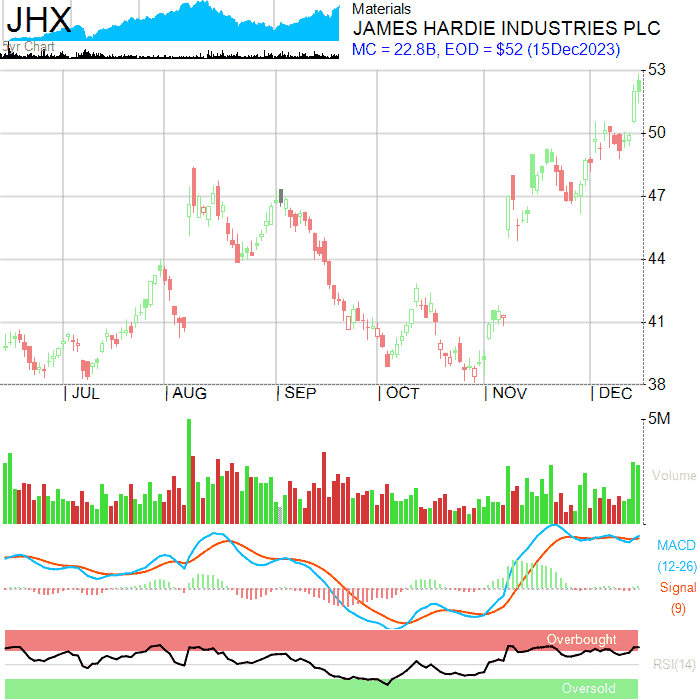 JHX
5yr Chart
Materials
JAMES HARDIE INDUSTRIES PLC
MC = 22.8B, EOD = $52 (15Dec2023)
53
50
47
44
41
38
JUL
AUG
SEP
OCT
NOV
DEC
5M
Volume
MACD
(12-26)
Signal
(9)
Overbought
RSI(14)
Oversold